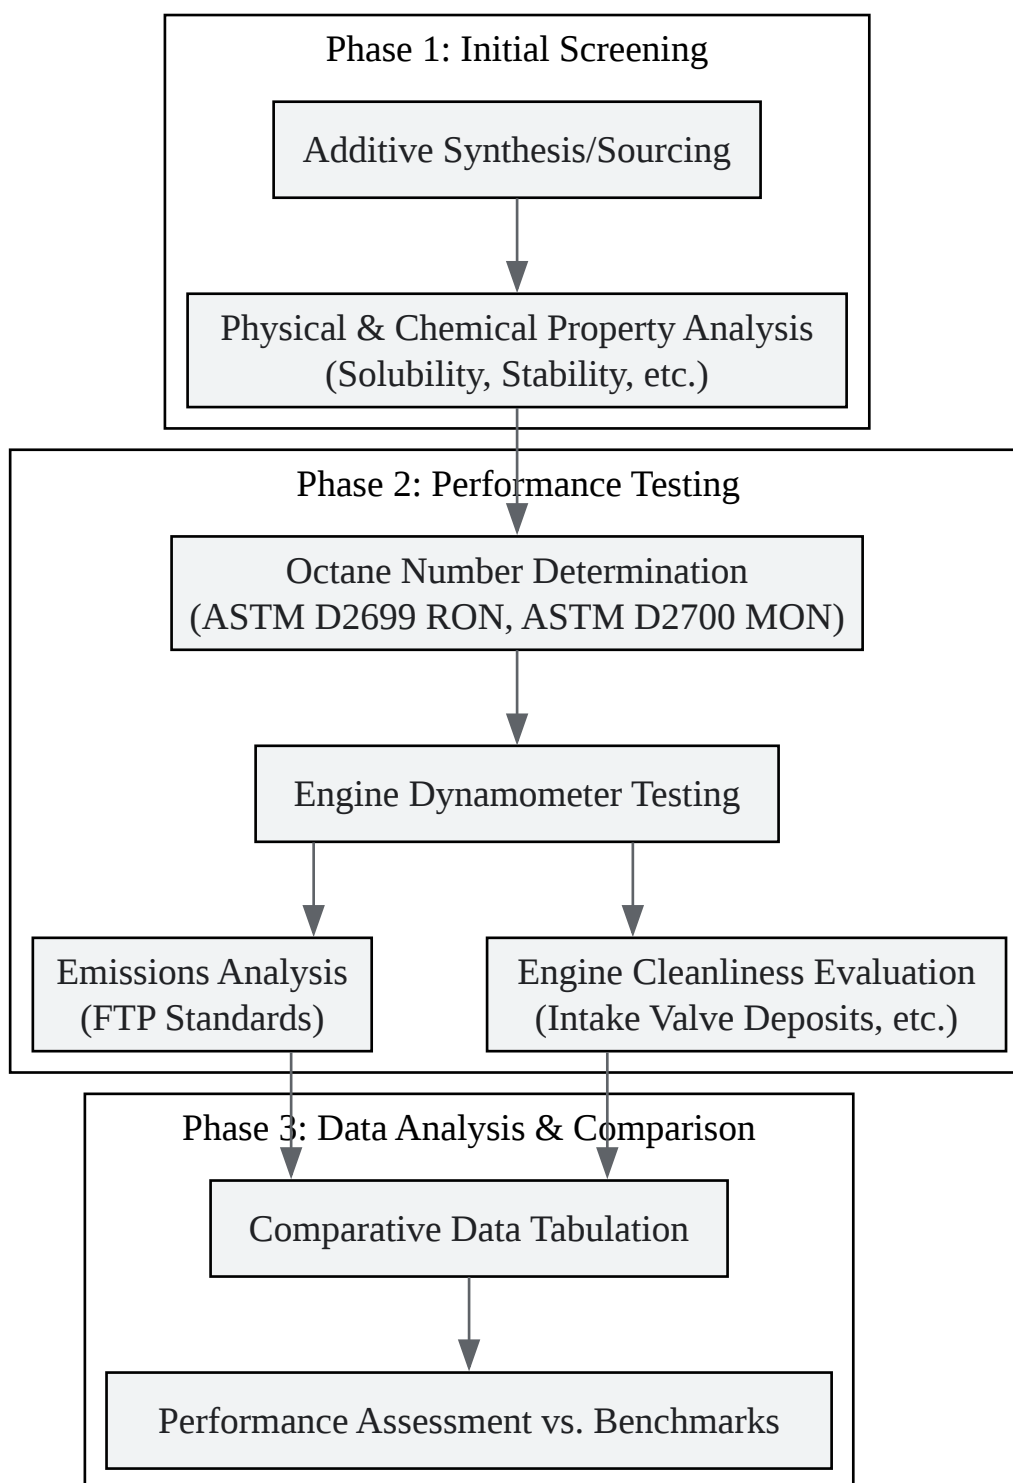 Phase 1: Initial Screening
Additive Synthesis/Sourcing
Physical & Chemical Property Analysis
(Solubility, Stability, etc.)
Phase 2: Performance Testing
Octane Number Determination
(ASTM D2699 RON, ASTM D2700 MON)
Engine Dynamometer Testing
Emissions Analysis
(FTP Standards)
Engine Cleanliness Evaluation
(Intake Valve Deposits, etc.)
Phase 3: Data Analysis & Comparison
Comparative Data Tabulation
Performance Assessment vs. Benchmarks